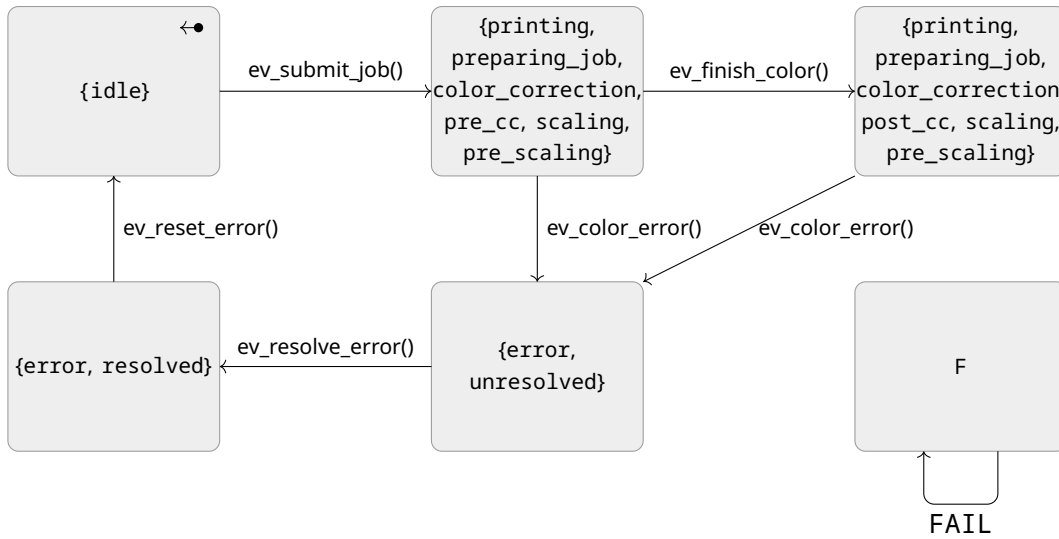 {idle}
ev_submit_job()
{printing,
preparing_job,
color_correction,
pre_cc, scaling,
pre_scaling}
ev_finish_color()
{printing,
preparing_job,
color_correction
post_cc, scaling,
pre_scaling}
ev_reset_error()
ev_color_error()
ev_color_error()
{error, resolved}
ev_resolve_error()
{error,
unresolved}
F
FAIL